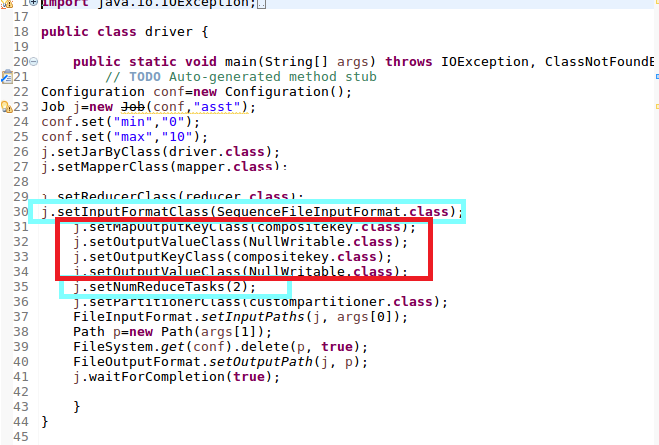 import java.io.IOException;
17
18 public class driver {
19
20 public static void main(String[] args) throws IOException, ClassNotFoundE
21 // TODO Auto-generated method stub
22 Configuration conf=new Configuration();
23 Job j=new Job(conf,"asst");
24 conf.set("min","0");
25 conf.set("max","10");
26 j.setJarByClass(driver.class);
27 j.setMapperClass(mapper.class);
28
29 j.setReducerClass(reducer.class);
30 j.setInputFormatClass(SequenceFileInputFormat.class);
31 j.setMapOutputKeyClass(compositekey.class);
32 j.setOutputValueClass(NullWritable.class);
33 j.setOutputKeyClass(compositekey.class);
34 j.setOutputValueClass(NullWritable.class);
35 j.setNumReduceTasks(2);
36 j.setPartitionerClass(custompartitioner.class);
37 FileInputFormat.setInputPaths(j, args[0]);
38 Path p=new Path(args[1]);
39 FileSystem.get(conf).delete(p, true);
40 FileOutputFormat.setOutputPath(j, p);
41 j.waitForCompletion(true);
42
43 }
44 }
45